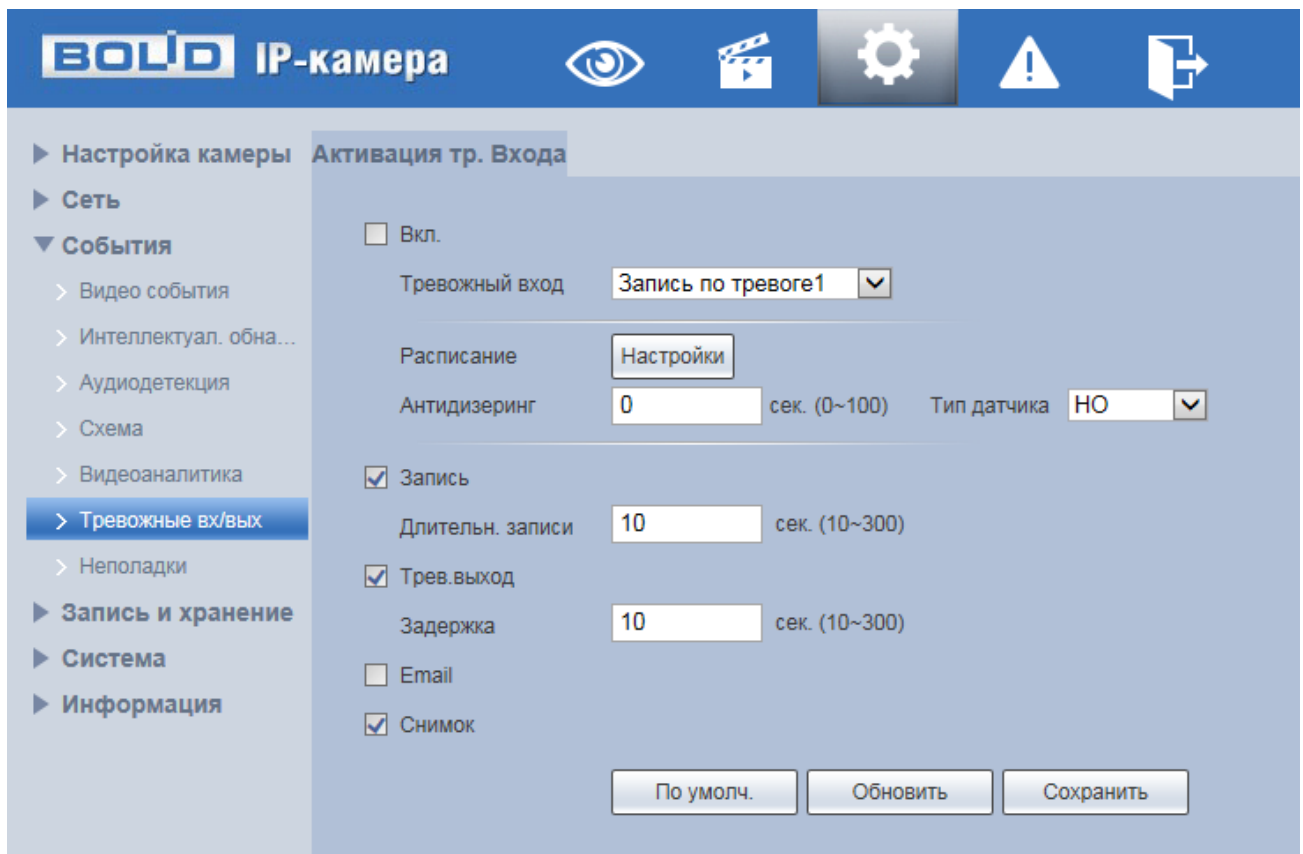 BOLID IP-камера
Настройка камеры
Сеть
События
Видео события
Интеллектуал. обна...
Аудиодетекция
Схема
Видеоаналитика
Тревожные вх/вых
Неполадки
Запись и хранение
Система
Информация
Активация тр. Входа
Вкл.
Тревожный вход Запись по тревоге1
Расписание Настройки
Антидизеринг 0 сек. (0~100) Тип датчика НО
Запись
Длительн. записи 10 сек. (10~300)
Трев.выход
Задержка 10 сек. (10~300)
Email
Снимок
По умолч. Обновить Сохранить